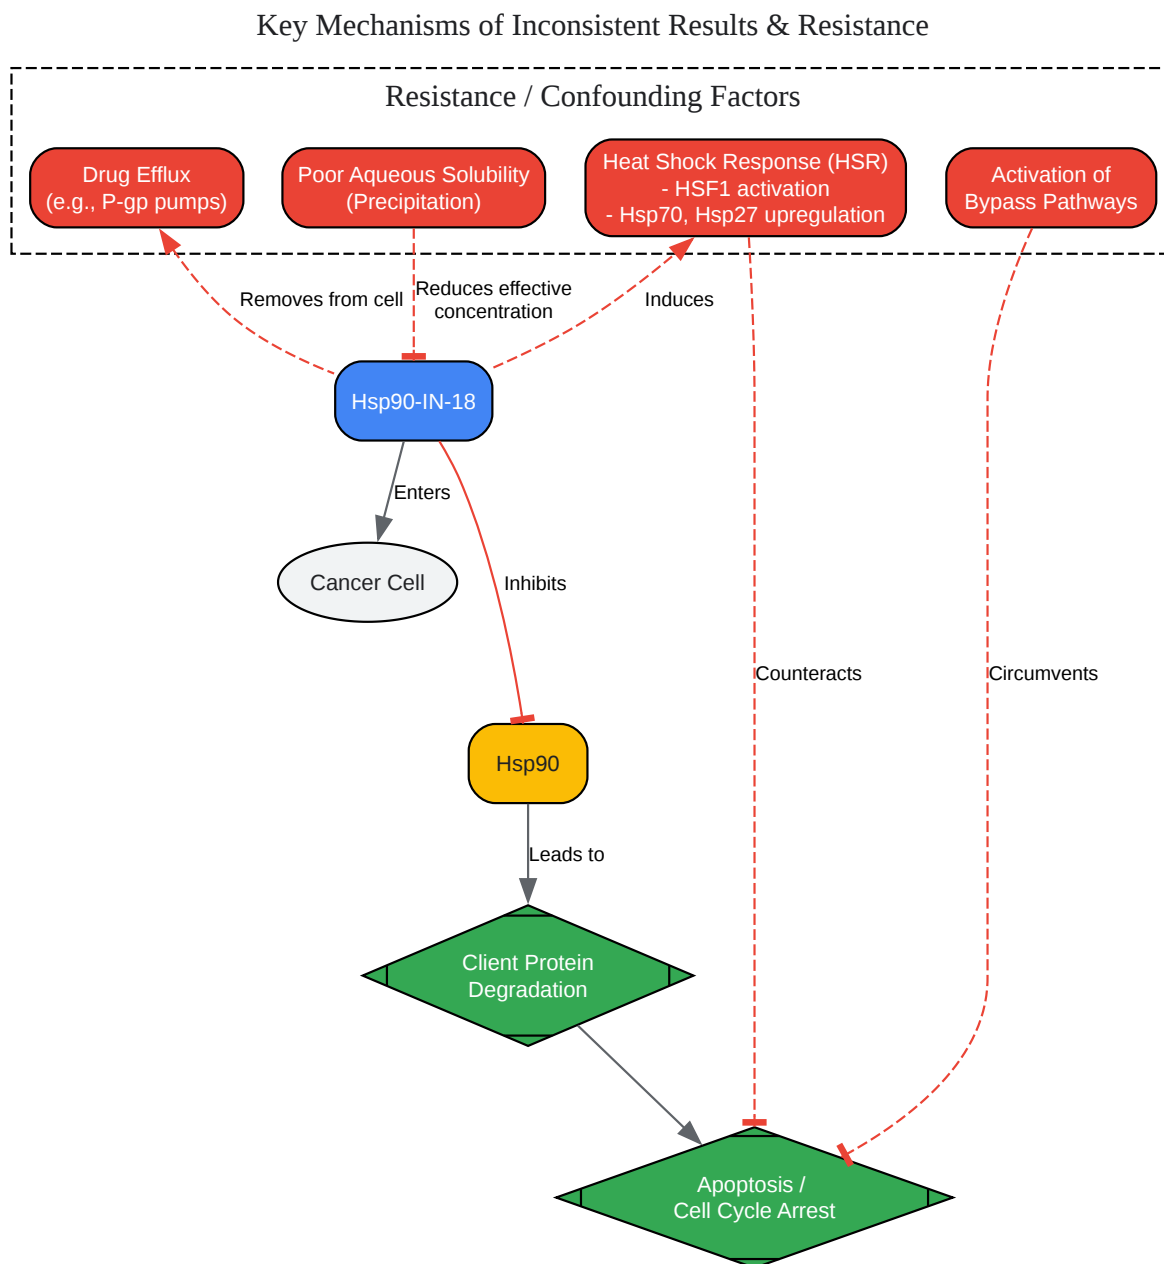 Key Mechanisms of Inconsistent Results & Resistance
Resistance / Confounding Factors
Drug Efflux
(e.g., P-gp pumps)
Poor Aqueous Solubility
(Precipitation)
Heat Shock Response (HSR)
- HSF1 activation
- Hsp70, Hsp27 upregulation
Activation of
Bypass Pathways
Removes from cell
Reduces effective
concentration
Induces
Hsp90-IN-18
Enters
Cancer Cell
Inhibits
Counteracts
Circumvents
Hsp90
Leads to
Client Protein
Degradation
Apoptosis /
Cell Cycle Arrest